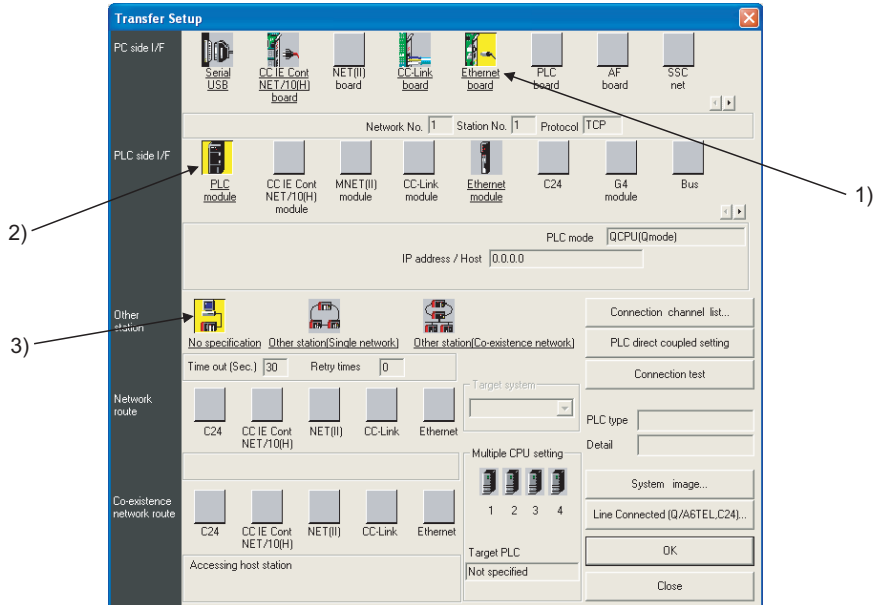 Transfer Setup
PC side I/F
Serial
USB
CC IE Cont
NET/10(H)
board
NET(II)
board
CC-Link
board
Ethernet
board
PLC
board
AF
board
SSC
net
Network No. 1 Station No. 1 Protocol TCP
PLC side I/F
PLC
module
CC IE Cont
NET/10(H)
module
MNET(II)
module
CC-Link
module
Ethernet
module
C24
G4
module
Bus
1)
2)
PLC mode QCPU(Qmode)
IP address / Host 0.0.0.0
Other
station
3)
No specification
Other station(Single network)
Other station(Co-existence network)
Connection channel list...
PLC direct coupled setting
Connection test
Time out (Sec.) 30 Retry times 0
Target system
Network
route
C24
CC IE Cont
NET/10(H)
NET(II)
CC-Link
Ethernet
PLC type
Detail
Multiple CPU setting
1 2 3 4
System image...
Line Connected (Q/A6TEL,C24)...
Co-existence
network route
C24
CC IE Cont
NET/10(H)
NET(II)
CC-Link
Ethernet
Target PLC
Not specified
OK
Close
Accessing host station